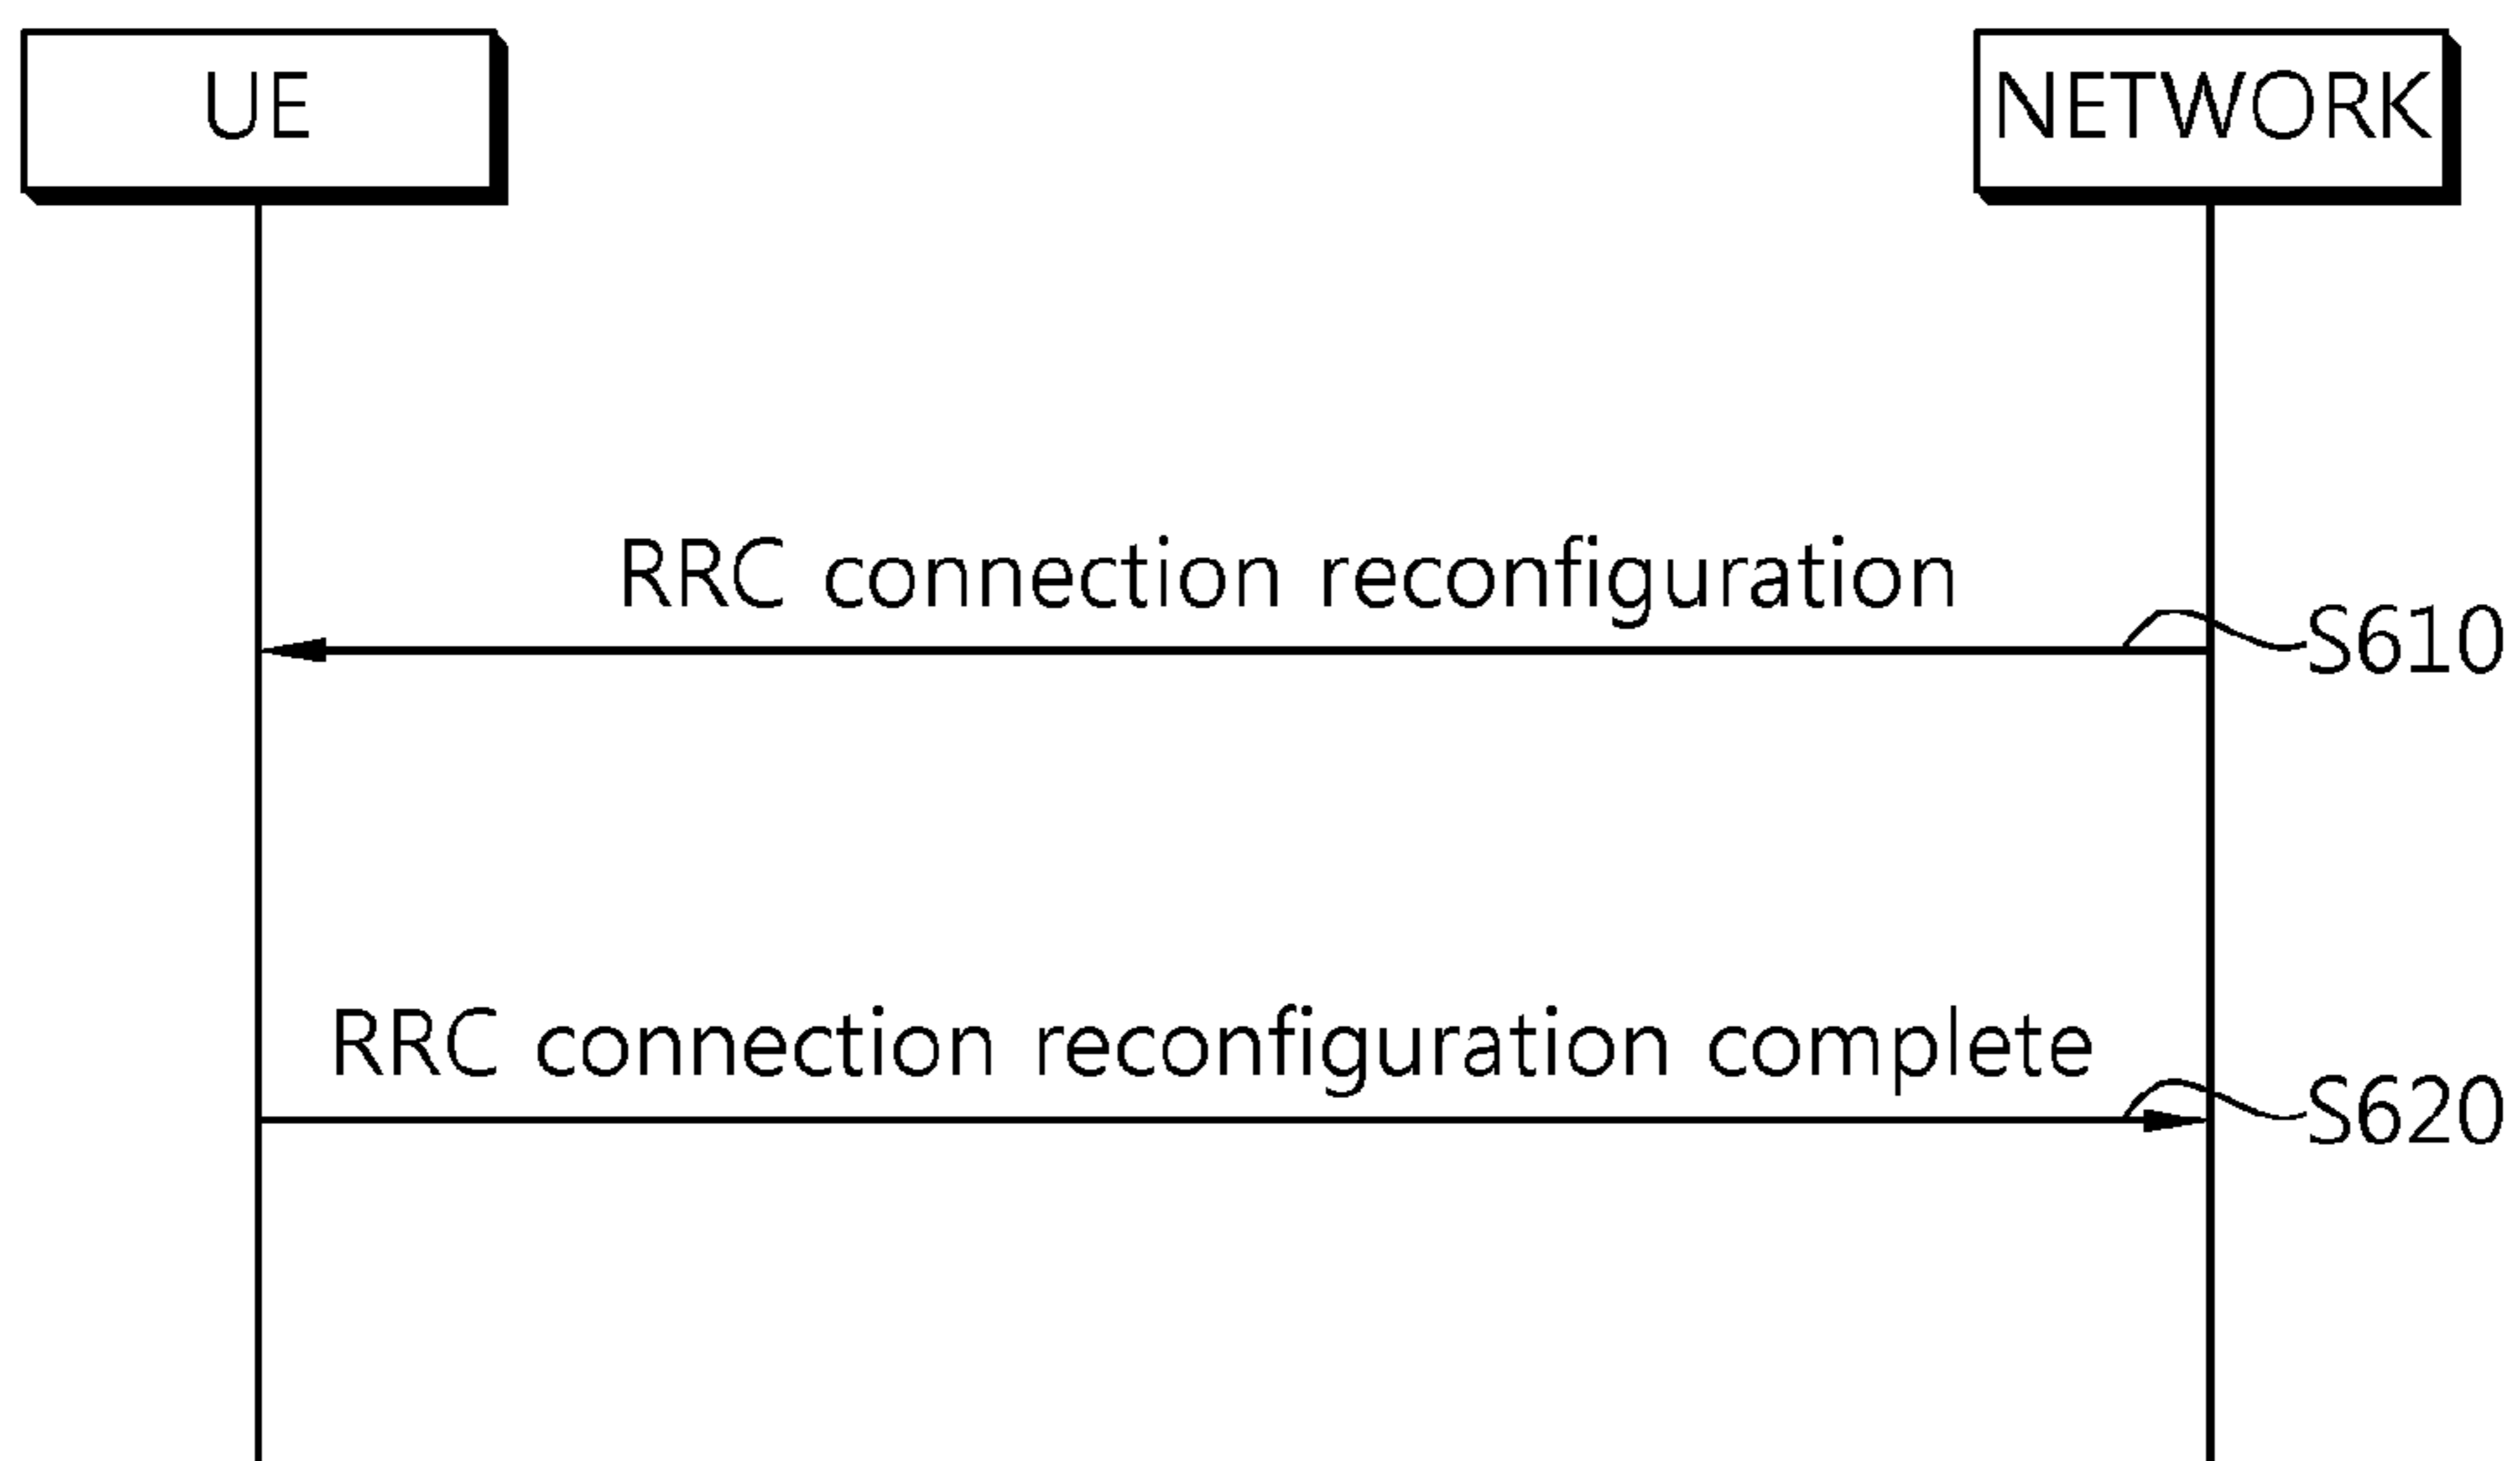 UE
NETWORK
RRC connection reconfiguration
S610
RRC connection reconfiguration complete
S620